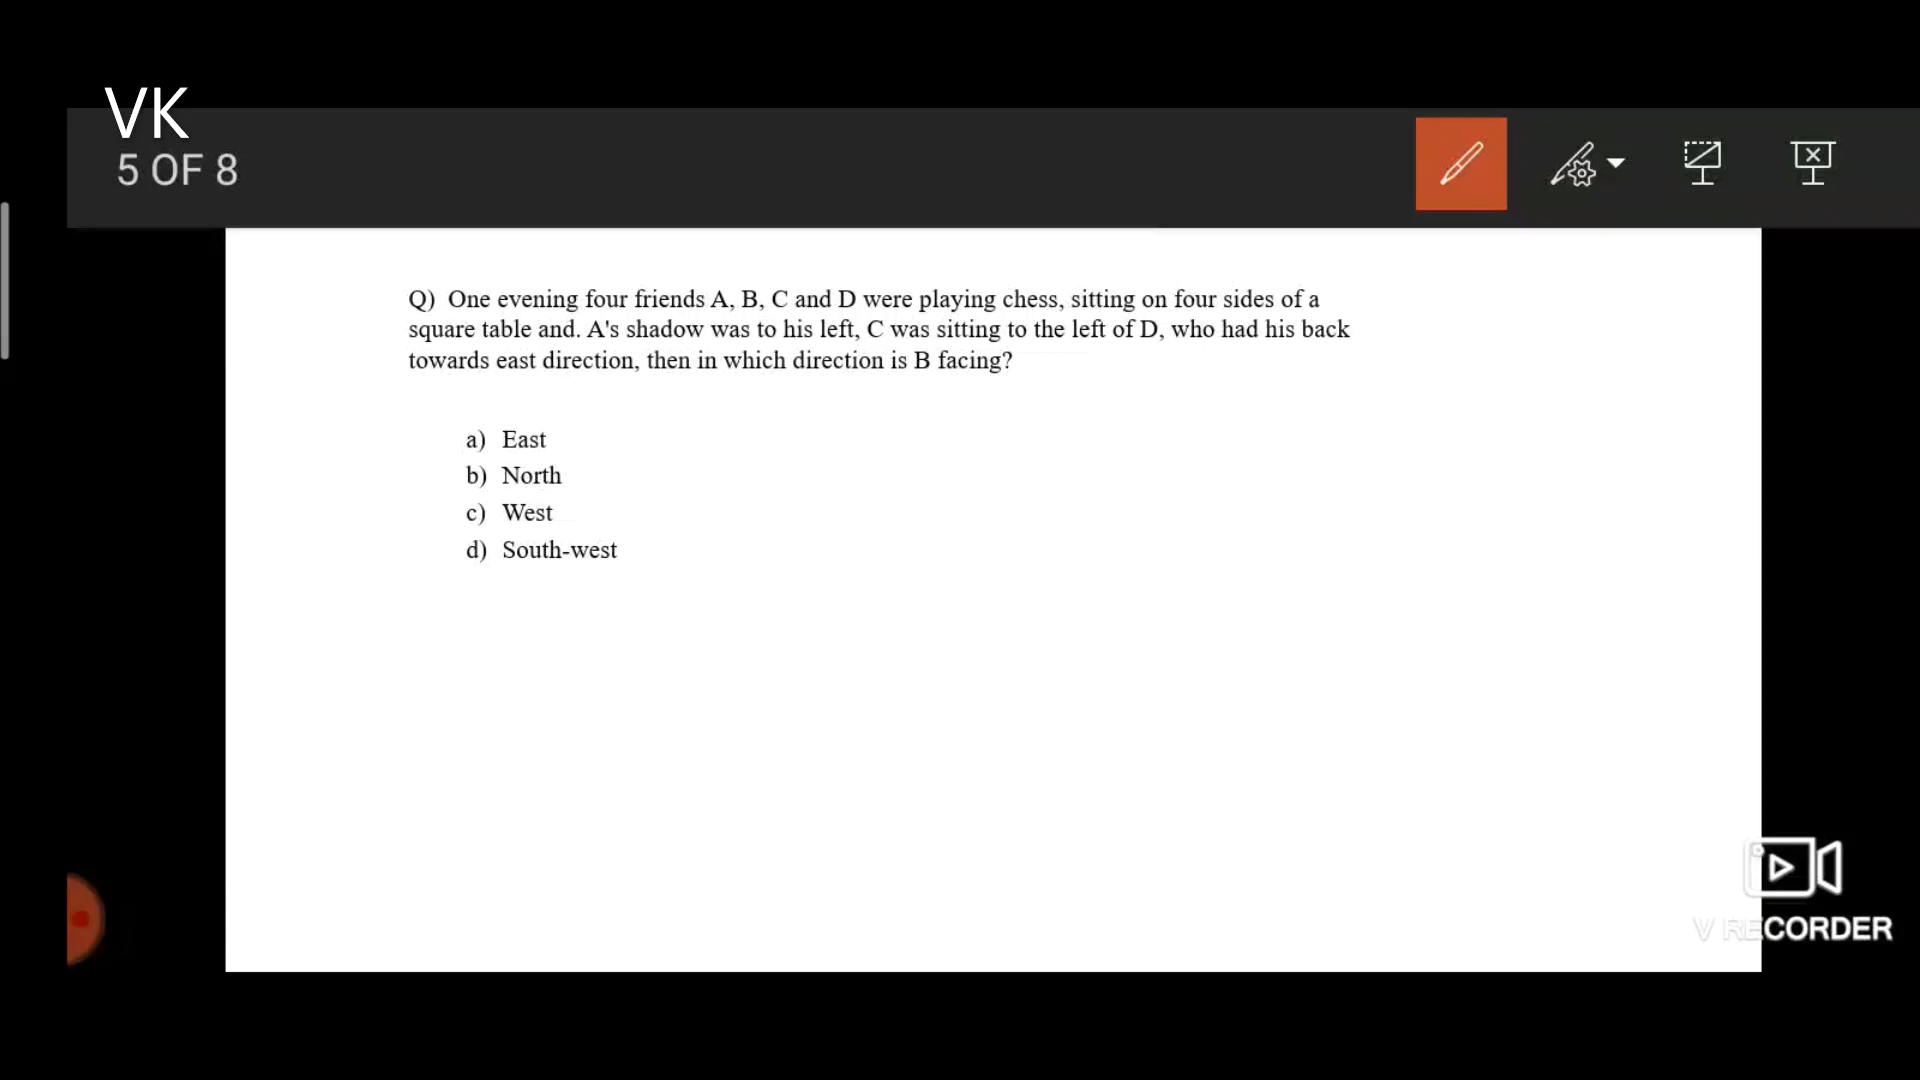 VK
5 OF 8
Q) One evening four friends A, B, C and D were playing chess, sitting on four sides of a
square table and. A's shadow was to his left, C was sitting to the left of D, who had his back
towards east direction, then in which direction is B facing?
a) East
b) North
c) West
d) South-west
V RECORDER